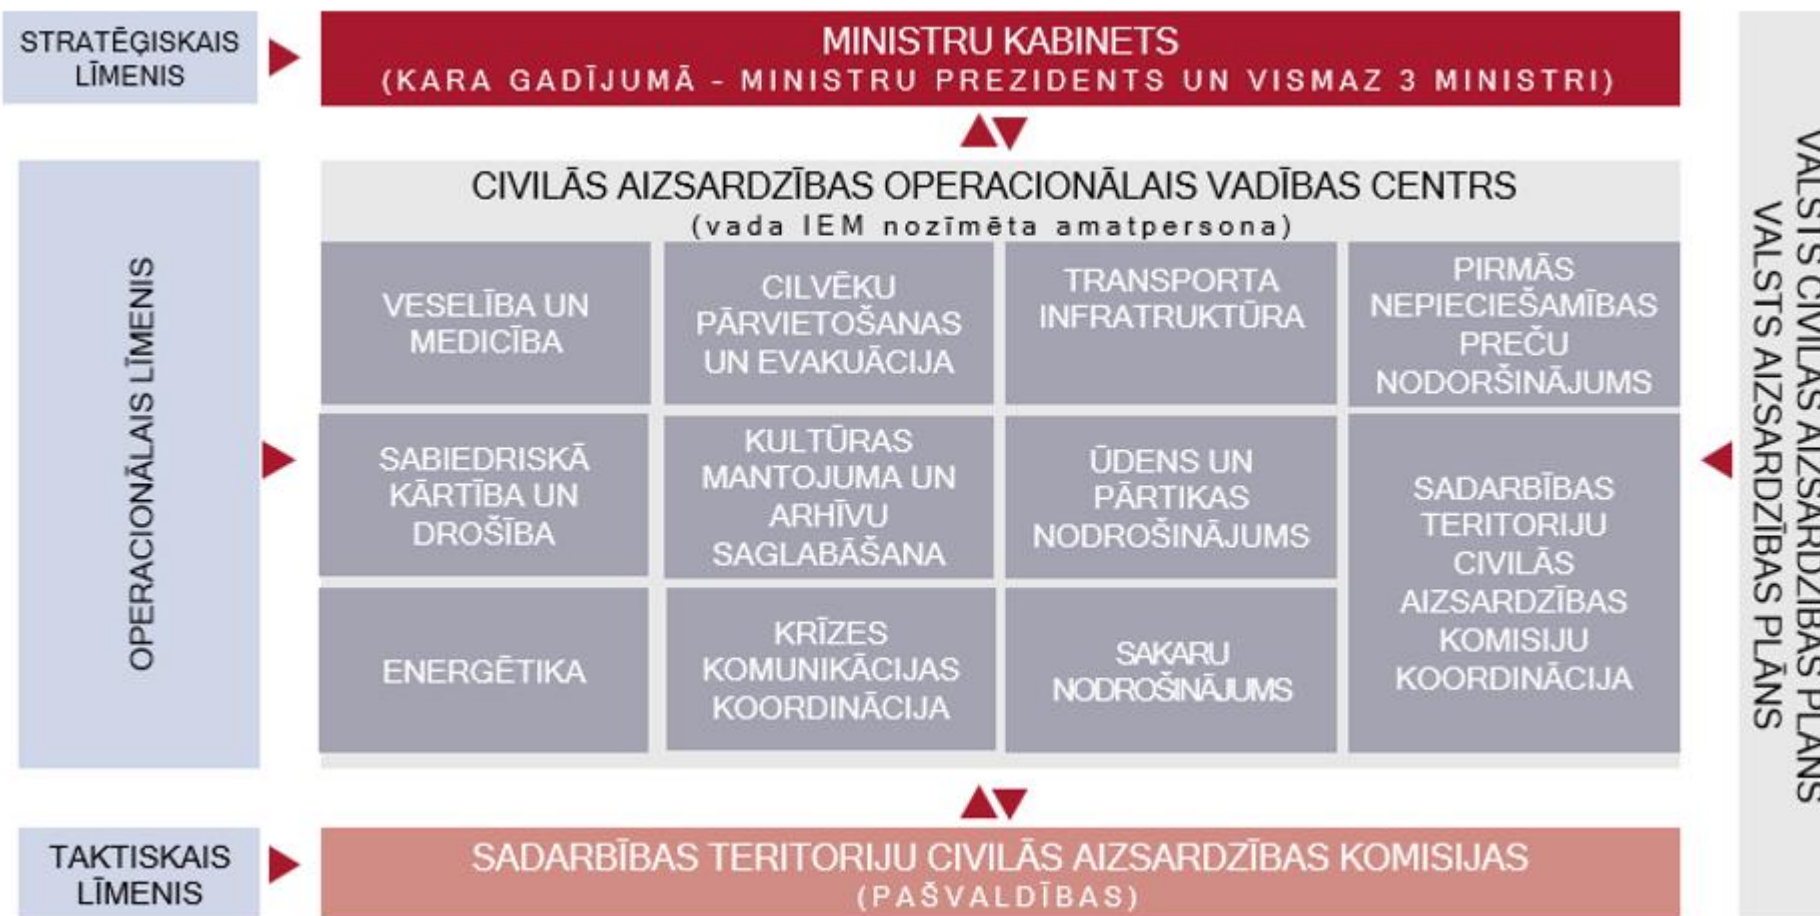 STRATĒĢISKAIS
LĪMENIS
MINISTRU KABINETS
(KARA GADĪJUMĀ - MINISTRU PREZIDENTS UN VISMAZ 3 MINISTRI)
OPERACIONĀLAIS LĪMENIS
CIVILĀS AIZSARDZĪBAS OPERACIONĀLAIS VADĪBAS CENTRS
(vada IEM nozīmēta amatpersona)
VESELĪBA UN
MEDICĪBA
CILVĒKU
PĀRVIETOŠANAS
UN EVAKUĀCIJA
TRANSPORTA
INFRATRUKTŪRA
PIRMĀS
NEPIECIEŠAMĪBAS
PREČU
NODORŠINĀJUMS
SABIEDRISKĀ
KĀRTĪBA UN
DROŠĪBA
KULTŪRAS
MANTOJUMA UN
ARHĪVU
SAGLABĀŠANA
ŪDENS UN
PĀRTIKAS
NODROŠINĀJUMS
SADARBĪBAS
TERITORIJU
CIVILĀS
AIZSARDZĪBAS
KOMISIJU
KOORDINĀCIJA
ENERGĒTIKA
KRĪZES
KOMUNIKĀCIJAS
KOORDINĀCIJA
SAKARU
NODROŠINĀJUMS
TAKTISKAIS
LĪMENIS
SADARBĪBAS TERITORIJU CIVILĀS AIZSARDZĪBAS KOMISIJAS
(PAŠVALDĪBAS)
VALSTS CIVILĀS AIZSARDZĪBAS PLĀNS
VALSTS AIZSARDZĪBAS PLĀNS